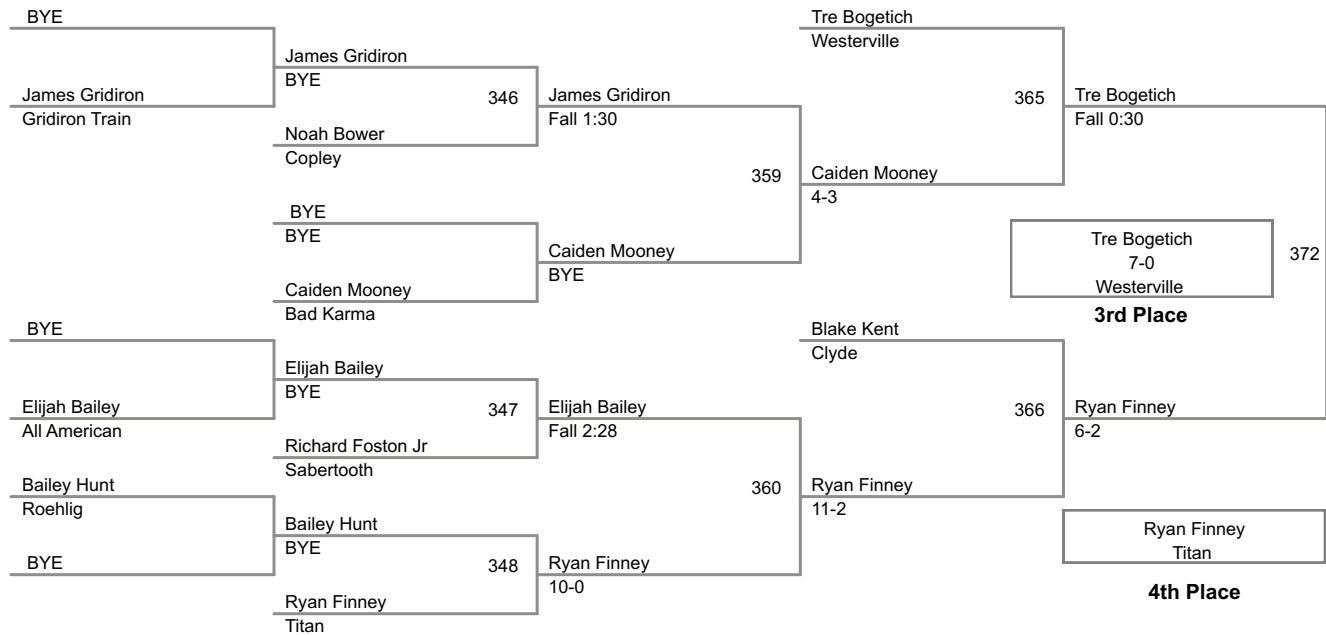 BYE
James Gridiron
Gridiron Train
James Gridiron
BYE
346
Noah Bower
Copley
James Gridiron
Fall 1:30
BYE
BYE
Caiden Mooney
Bad Karma
Caiden Mooney
BYE
359
Tre Bogetich
Westerville
Caiden Mooney
4-3
365
Tre Bogetich
Fall 0:30
Tre Bogetich
7-0
Westerville
3rd Place
372
BYE
Elijah Bailey
All American
Elijah Bailey
BYE
347
Richard Foston Jr
Sabertooth
Elijah Bailey
Fall 2:28
Bailey Hunt
Roehlig
BYE
Bailey Hunt
BYE
348
Ryan Finney
Titan
Ryan Finney
10-0
360
Blake Kent
Clyde
Ryan Finney
11-2
366
Ryan Finney
6-2
Ryan Finney
Titan
4th Place